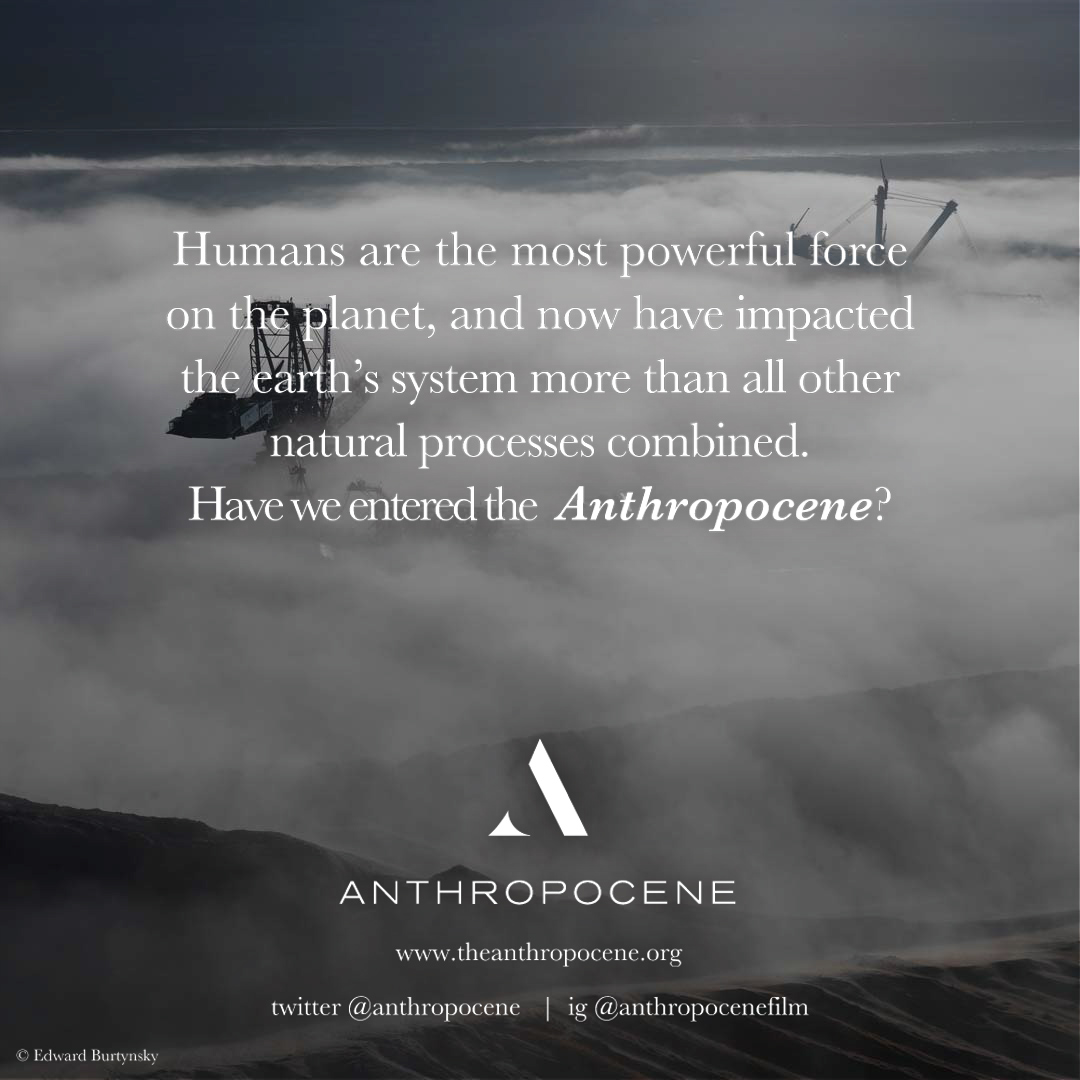 Humans are the most powerful force
on the planet, and now have impacted
the earth’s system more than all other
natural processes combined.
Have we entered the Anthropocene?
ANTHROPOCENE
www.theanthropocene.org
twitter @anthropocene | ig @anthropocenefilm
© Edward Burtynsky